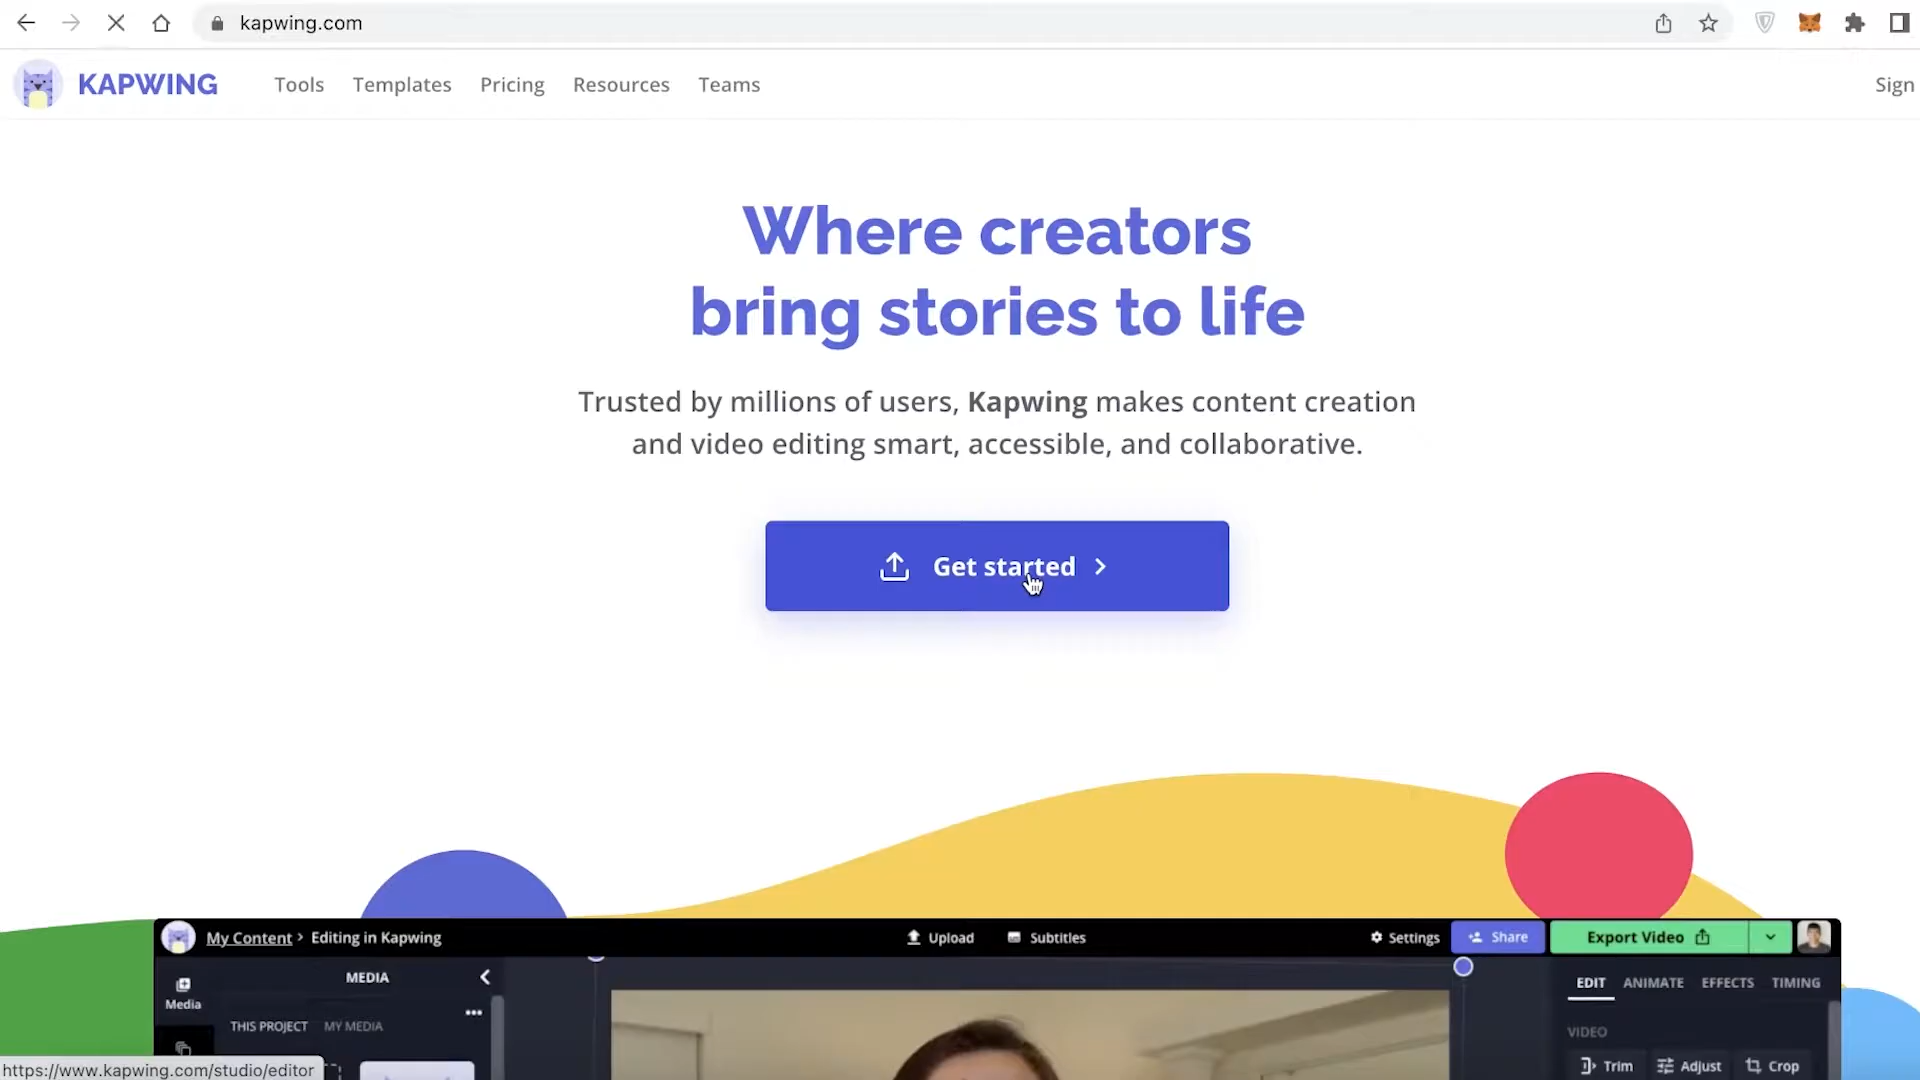 kapwing.com
KAPWING
Tools
Templates
Pricing
Resources
Teams
Sign
Where creators
bring stories to life
Trusted by millions of users, Kapwing makes content creation
and video editing smart, accessible, and collaborative.
Get started
My Content > Editing in Kapwing
Upload
Subtitles
Settings
Share
Export Video
MEDIA
Media
THIS PROJECT
MY MEDIA
EDIT
ANIMATE
EFFECTS
TIMING
VIDEO
Trim
Adjust
Crop
https://www.kapwing.com/studio/editor